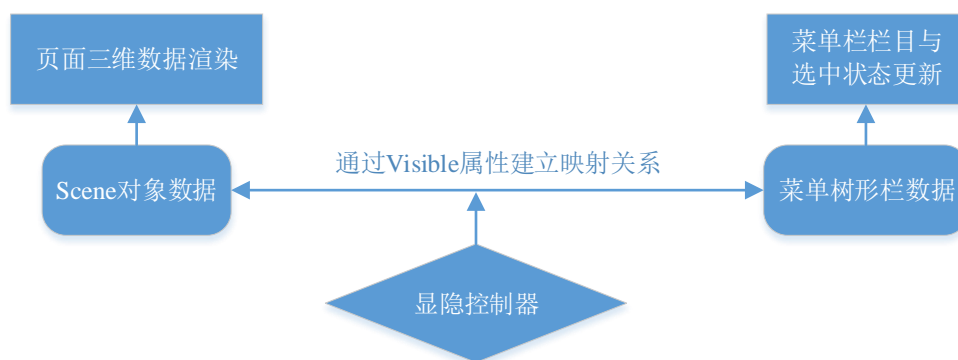 页面三维数据渲染
菜单栏栏目与
选中状态更新
通过Visible属性建立映射关系
Scene对象数据
菜单树形栏数据
显隐控制器